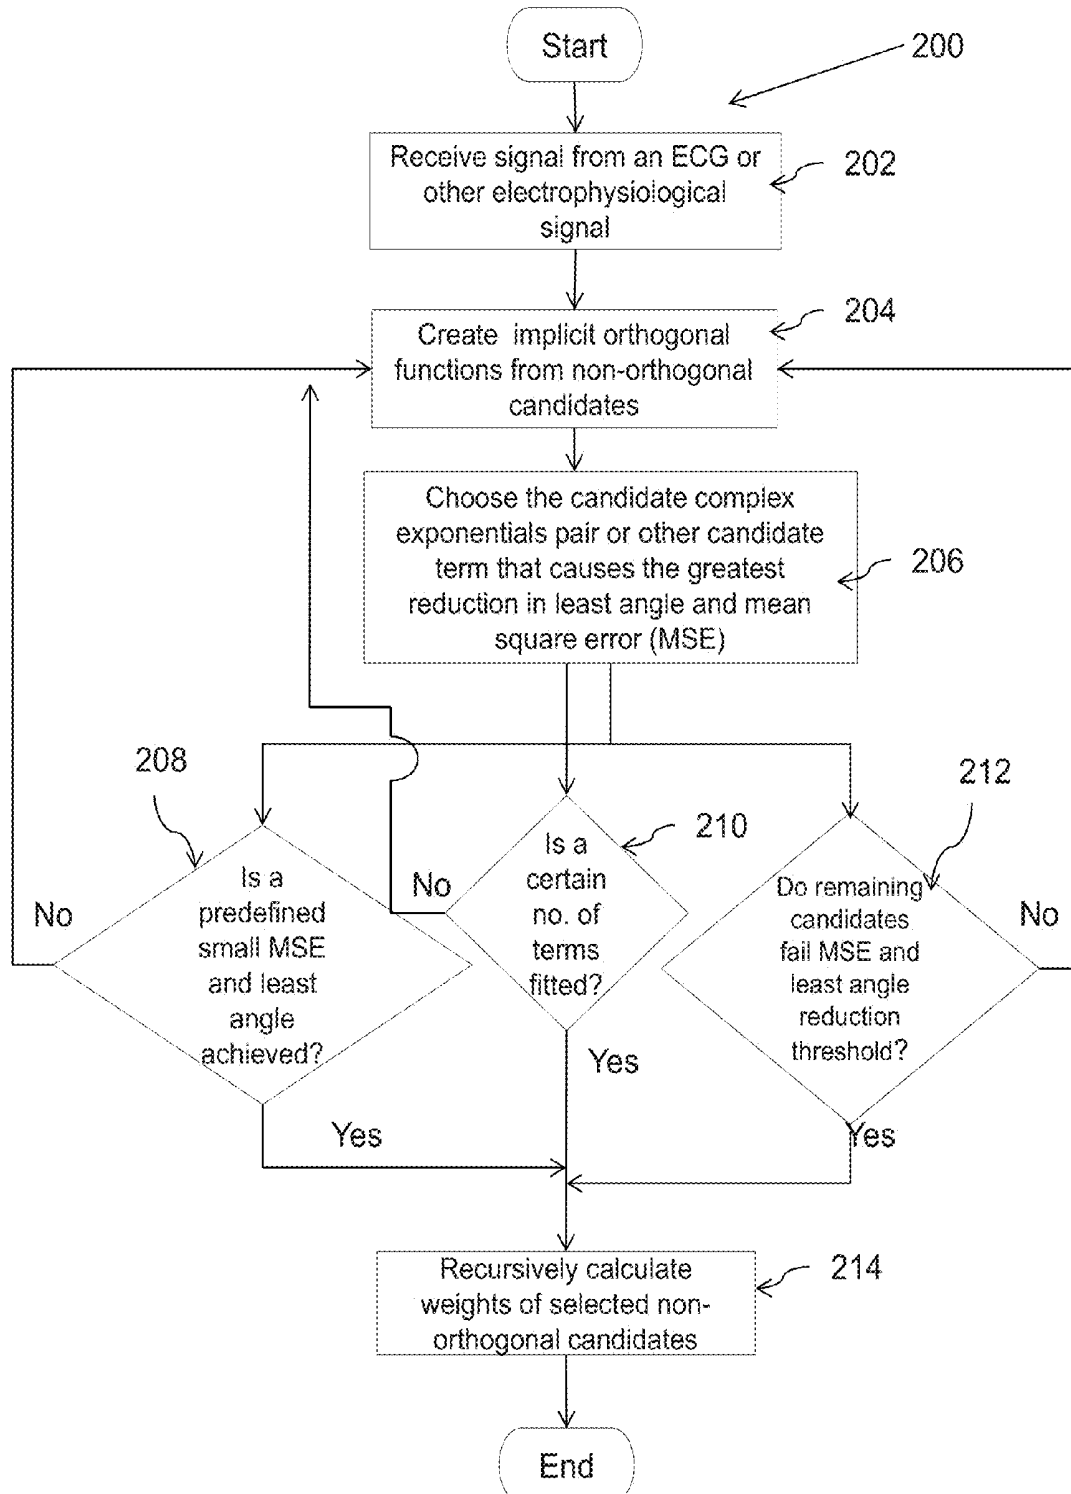 Start
200
Receive signal from an ECG or
other electrophysiological
signal
202
Create implicit orthogonal
functions from non-orthogonal
candidates
204
Choose the candidate complex
exponentials pair or other candidate
term that causes the greatest
reduction in least angle and mean
square error (MSE)
206
208
Is a
predefined
small MSE
and least
angle
achieved?
No
Yes
210
Is a
certain
no. of
terms
fitted?
No
Yes
212
Do remaining
candidates
fail MSE and
least angle
reduction
threshold?
No
Yes
Recursively calculate
weights of selected non-
orthogonal candidates
214
End